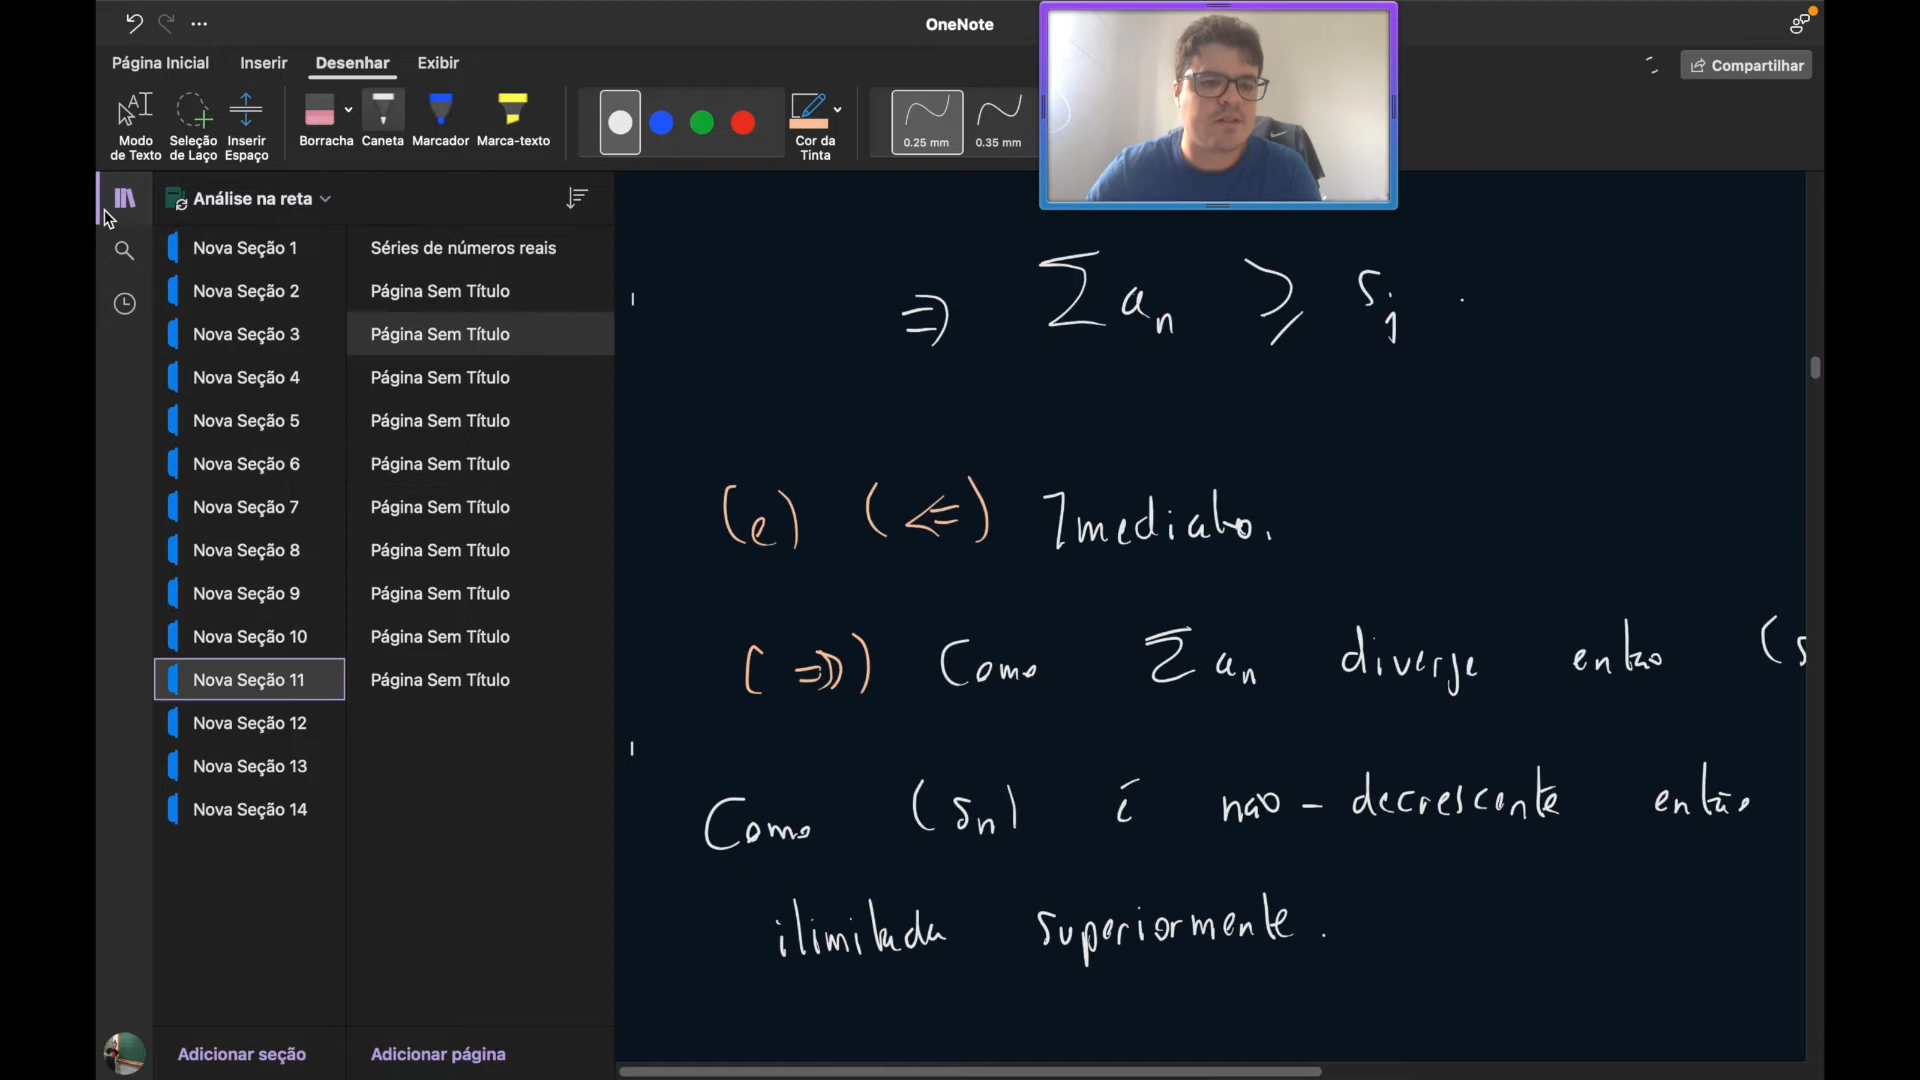 OneNote
Página Inicial Inserir Desenhar Exibir
Compartilhar
Modo de Texto
Seleção de Laço
Inserir Espaço
Borracha
Caneta
Marcador
Marca-texto
Cor da Tinta
0.25 mm
0.35 mm
Análise na reta
Nova Seção 1
Nova Seção 2
Nova Seção 3
Nova Seção 4
Nova Seção 5
Nova Seção 6
Nova Seção 7
Nova Seção 8
Nova Seção 9
Nova Seção 10
Nova Seção 11
Nova Seção 12
Nova Seção 13
Nova Seção 14
Adicionar seção
Séries de números reais
Página Sem Título
Página Sem Título
Página Sem Título
Página Sem Título
Página Sem Título
Página Sem Título
Página Sem Título
Página Sem Título
Página Sem Título
Página Sem Título
Adicionar página
⇒ Σ aₙ ⩾ sⱼ .
(e) (⇐) Imediato.
(⇒) Como Σ aₙ diverge entao (s
Como (sₙ) é não - decrescente então
ilimitada superiormente.